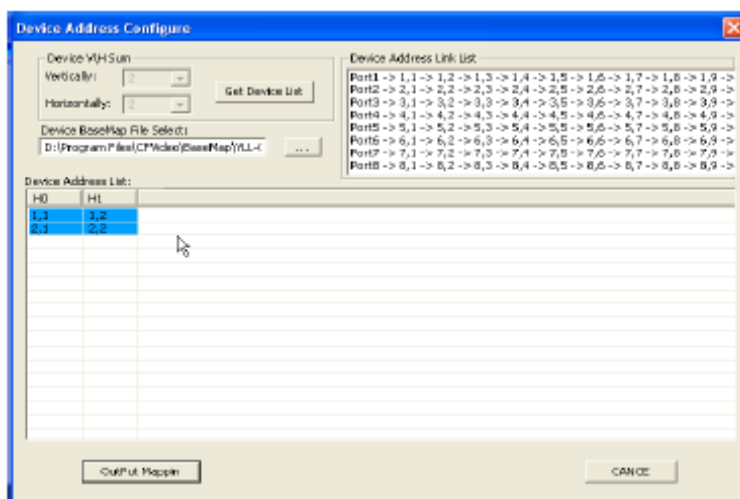 Device Address Configure
Device V\H Sum
Vertically: 2
Horizontally: 2
Get Device List
Device BaseMap File Select:
D:\Program Files\CFVideo\BaseMap\YLL-
...
Device Address Link List
Port1 -> 1,1 -> 1,2 -> 1,3 -> 1,4 -> 1,5 -> 1,6 -> 1,7 -> 1,8 -> 1,9 ->
Port2 -> 2,1 -> 2,2 -> 2,3 -> 2,4 -> 2,5 -> 2,6 -> 2,7 -> 2,8 -> 2,9 ->
Port3 -> 3,1 -> 3,2 -> 3,3 -> 3,4 -> 3,5 -> 3,6 -> 3,7 -> 3,8 -> 3,9 ->
Port4 -> 4,1 -> 4,2 -> 4,3 -> 4,4 -> 4,5 -> 4,6 -> 4,7 -> 4,8 -> 4,9 ->
Port5 -> 5,1 -> 5,2 -> 5,3 -> 5,4 -> 5,5 -> 5,6 -> 5,7 -> 5,8 -> 5,9 ->
Port6 -> 6,1 -> 6,2 -> 6,3 -> 6,4 -> 6,5 -> 6,6 -> 6,7 -> 6,8 -> 6,9 ->
Port7 -> 7,1 -> 7,2 -> 7,3 -> 7,4 -> 7,5 -> 7,6 -> 7,7 -> 7,8 -> 7,9 ->
Port8 -> 8,1 -> 8,2 -> 8,3 -> 8,4 -> 8,5 -> 8,6 -> 8,7 -> 8,8 -> 8,9 ->
Device Address List:
H0 H1
1,1 1,2
2,1 2,2
OutPut Mappin
CANCE